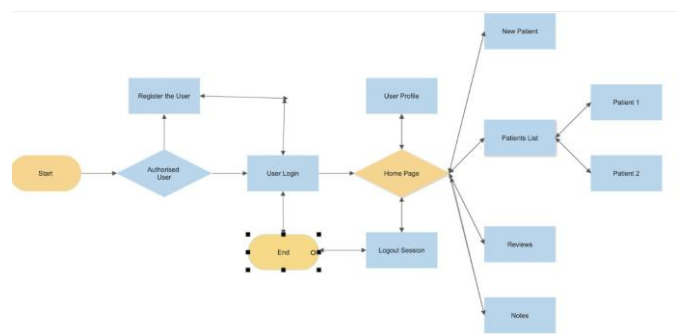 New Patient
Register the User
User Profile
Patient 1
Patients List
Start
Authorised
User
User Login
Home Page
Patient 2
End
Logout Session
Reviews
Notes